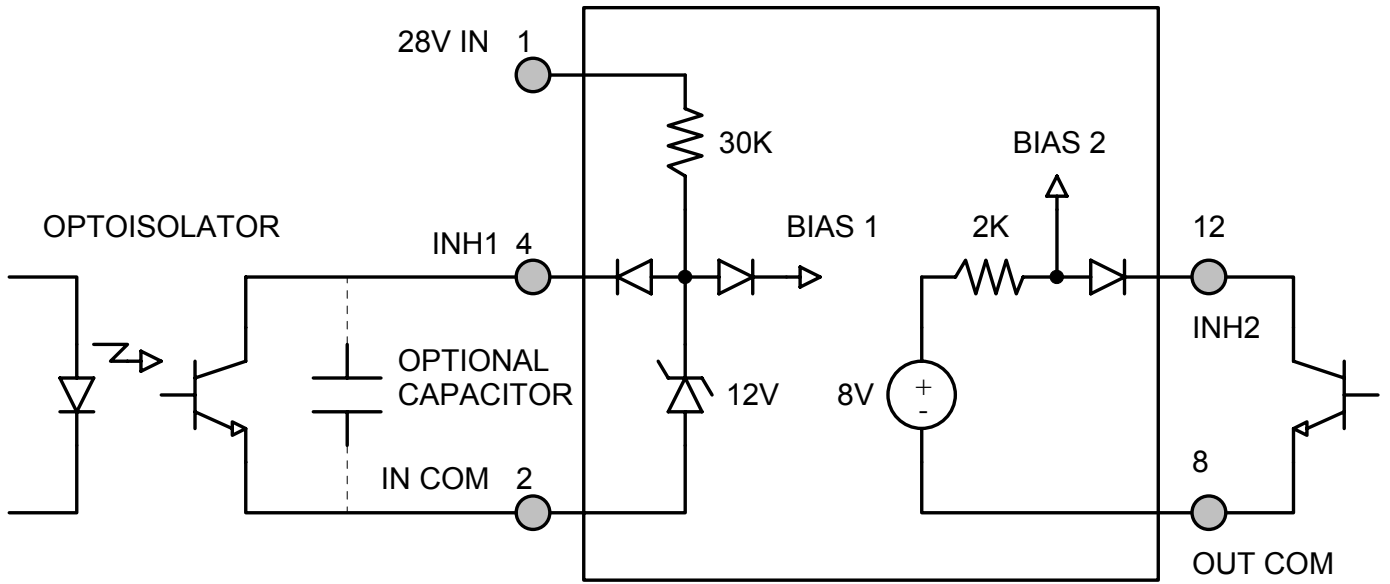 28V IN 1
30K
BIAS 2
OPTOISOLATOR
INH1 4
BIAS 1
2K
12
INH2
OPTIONAL
CAPACITOR
12V
8V
+
-
IN COM 2
8
OUT COM